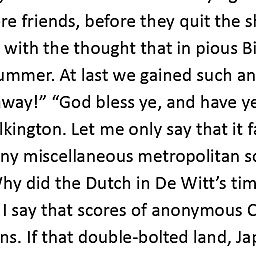 re friends, before they quit the s
with the thought that in pious Bi
ummer. At last we gained such an
way!” “God bless ye, and have ye
lkington. Let me only say that it fa
ny miscellaneous metropolitan s
hy did the Dutch in De Witt’s tim
I say that scores of anonymous C
ns. If that double-bolted land, Jap